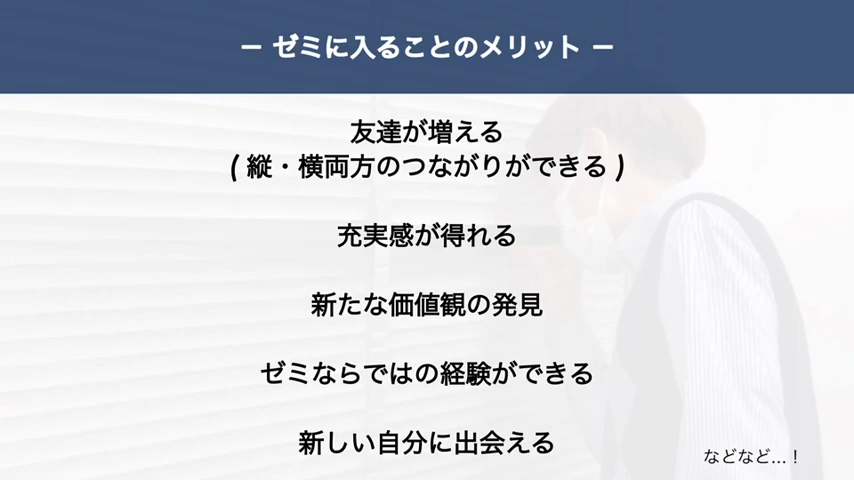 ー ゼミに入ることのメリット ー
友達が増える
( 縦・横両方のつながりができる )
充実感が得れる
新たな価値観の発見
ゼミならではの経験ができる
新しい自分に出会える
などなど…！